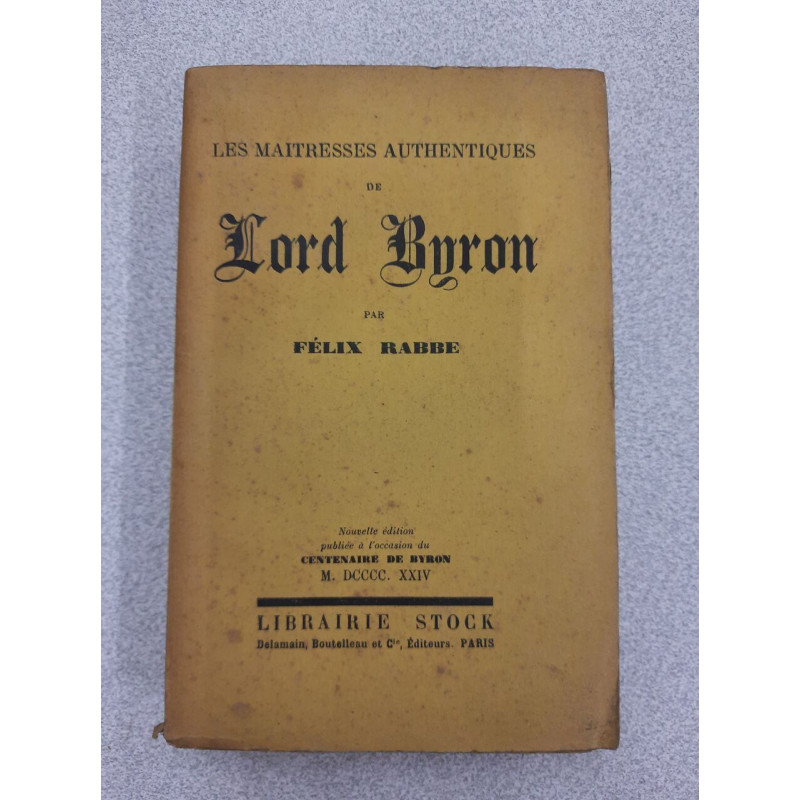 LES MAITRESSES AUTHENTIQUES
DE
Lord Byron
PAR
FÉLIX RABBE
Nouvelle édition
publiée à l'occasion du
CENTENAIRE DE BYRON
M. DCCCC. XXIV
LIBRAIRIE STOCK
Delamain, Boutelleau et Cie, Éditeurs. PARIS